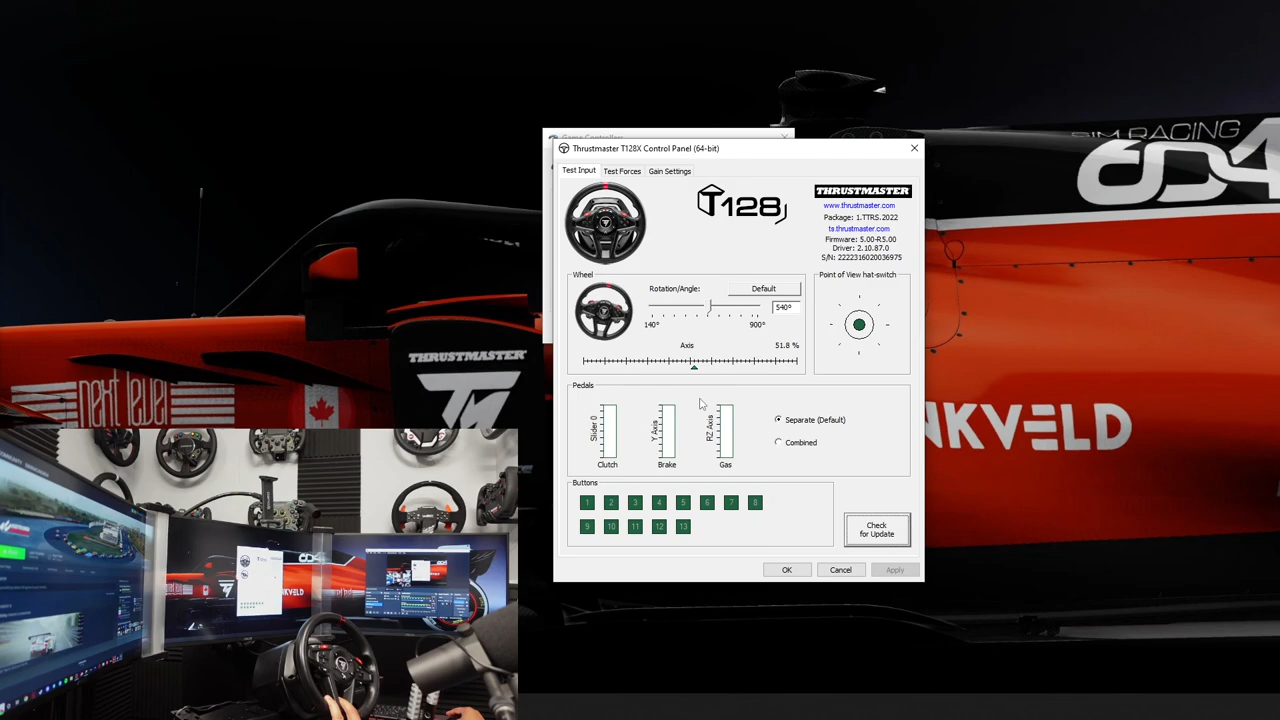 SIM RACING
604
THRUSTMASTER
next level
NKVELD
Thrustmaster T128X Control Panel (64-bit)
Test Input
Test Forces
Gain Settings
T128
THRUSTMASTER
www.thrustmaster.com
Package: 1.TTRS.2022
ts.thrustmaster.com
Firmware: 5.00-R5.00
Driver: 2.10.87.0
S/N: 2222316020036975
Wheel
Rotation/Angle:
Default
540°
140°
900°
Axis
51.8 %
Point of View hat-switch
Pedals
Slider 0
Y Axis
RZ Axis
Clutch
Brake
Gas
Separate (Default)
Combined
Buttons
1 2 3 4 5 6 7 8
9 10 11 12 13
Check
for Update
OK
Cancel
Apply